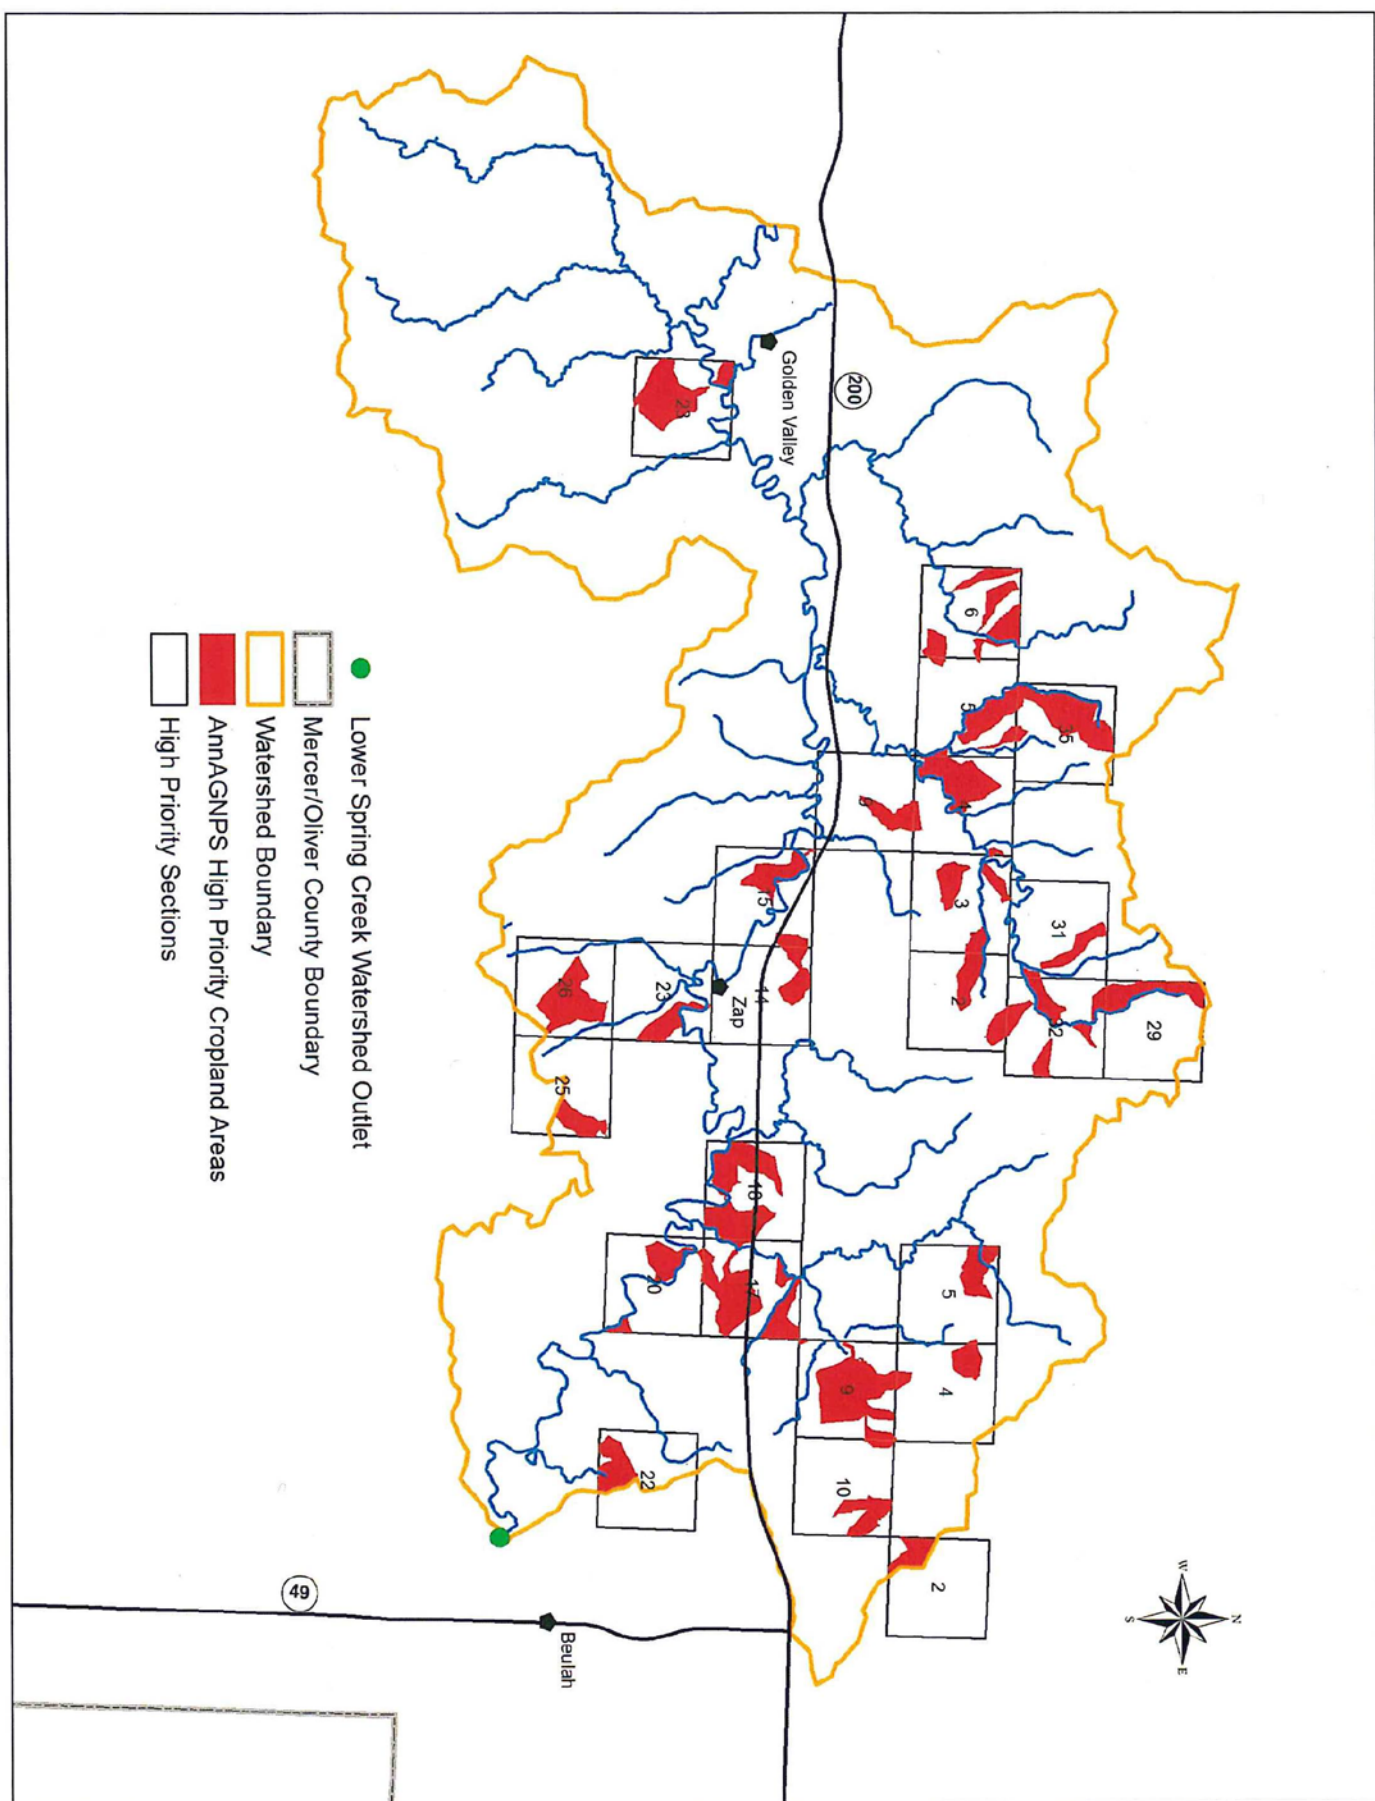 N
W
E
S
29
35
31
32
6
5
4
3
2
5
4
2
9
9
10
200
Golden Valley
15
14
Zap
18
17
23
23
20
22
26
25
Beulah
49
Lower Spring Creek Watershed Outlet
Mercer/Oliver County Boundary
Watershed Boundary
AnnAGNPS High Priority Cropland Areas
High Priority Sections